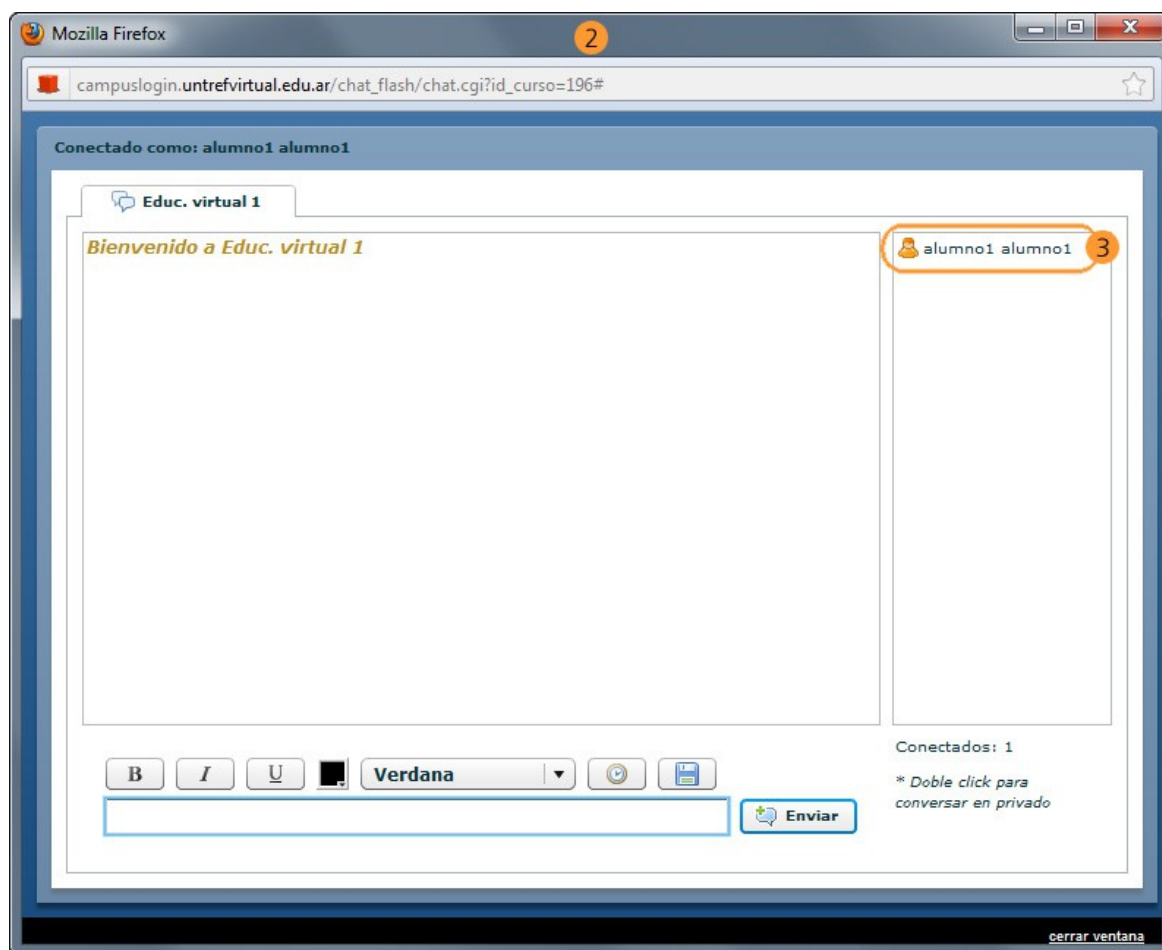 Mozilla Firefox
2
campuslogin.untrefvirtual.edu.ar/chat_flash/chat.cgi?id_curso=196#
Conectado como: alumno1 alumno1
Educ. virtual 1
Bienvenido a Educ. virtual 1
alumno1 alumno1
3
Conectados: 1
* Doble click para
conversar en privado
B I U Verdana
Enviar
cerrar ventana